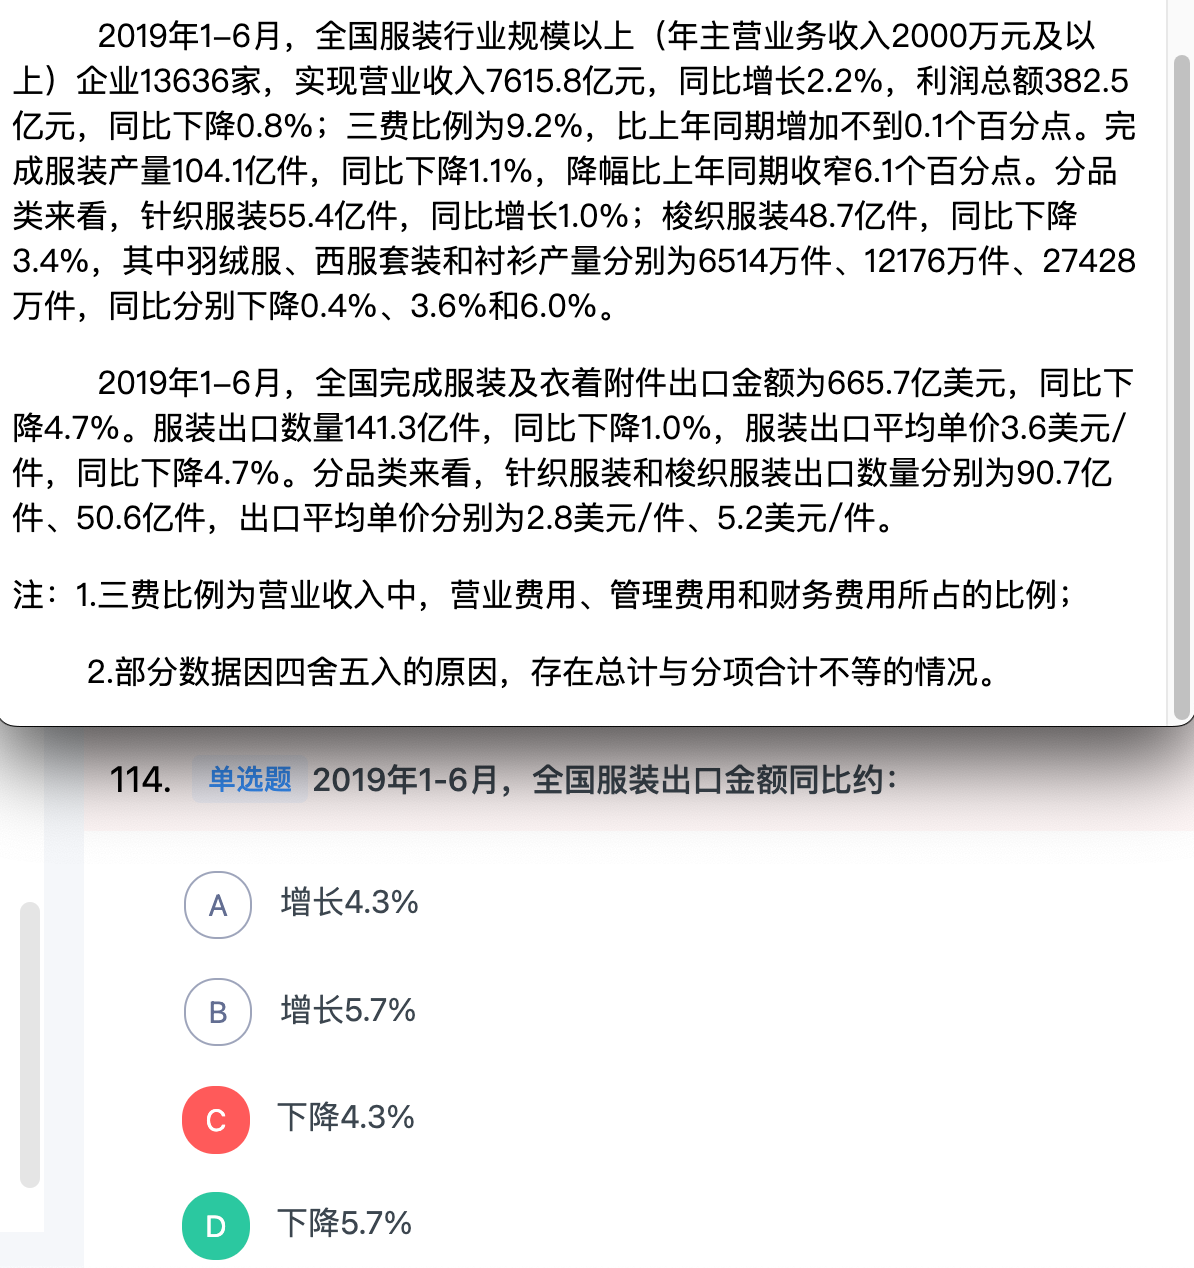 2019年1–6月，全国服装行业规模以上（年主营业务收入2000万元及以
上）企业13636家，实现营业收入7615.8亿元，同比增长2.2%，利润总额382.5
亿元，同比下降0.8%；三费比例为9.2%，比上年同期增加不到0.1个百分点。完
成服装产量104.1亿件，同比下降1.1%，降幅比上年同期收窄6.1个百分点。分品
类来看，针织服装55.4亿件，同比增长1.0%；梭织服装48.7亿件，同比下降
3.4%，其中羽绒服、西服套装和衬衫产量分别为6514万件、12176万件、27428
万件，同比分别下降0.4%、3.6%和6.0%。
2019年1–6月，全国完成服装及衣着附件出口金额为665.7亿美元，同比下
降4.7%。服装出口数量141.3亿件，同比下降1.0%，服装出口平均单价3.6美元/
件，同比下降4.7%。分品类来看，针织服装和梭织服装出口数量分别为90.7亿
件、50.6亿件，出口平均单价分别为2.8美元/件、5.2美元/件。
注：1.三费比例为营业收入中，营业费用、管理费用和财务费用所占的比例；
2.部分数据因四舍五入的原因，存在总计与分项合计不等的情况。
114. 单选题 2019年1-6月，全国服装出口金额同比约：
A 增长4.3%
B 增长5.7%
C 下降4.3%
D 下降5.7%